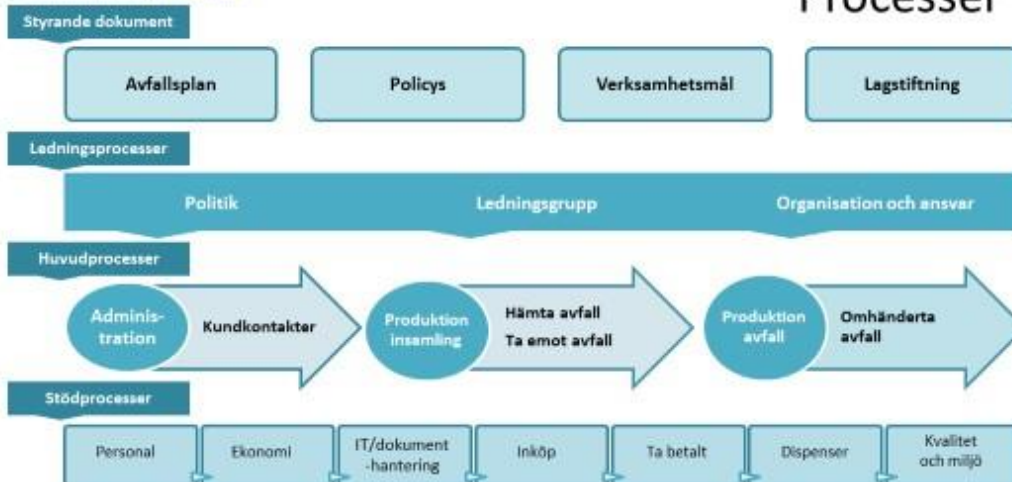 Processer
Styrande dokument
Avfallsplan
Policys
Verksamhetsmål
Lagstiftning
Ledningsprocesser
Politik
Ledningsgrupp
Organisation och ansvar
Huvudprocesser
Adminis-
tration
Kundkontakter
Produktion
insamling
Hämta avfall
Ta emot avfall
Produktion
avfall
Omhänderta
avfall
Stödprocesser
Personal
Ekonomi
IT/dokument
-hantering
Inköp
Ta betalt
Dispenser
Kvalitet
och miljö